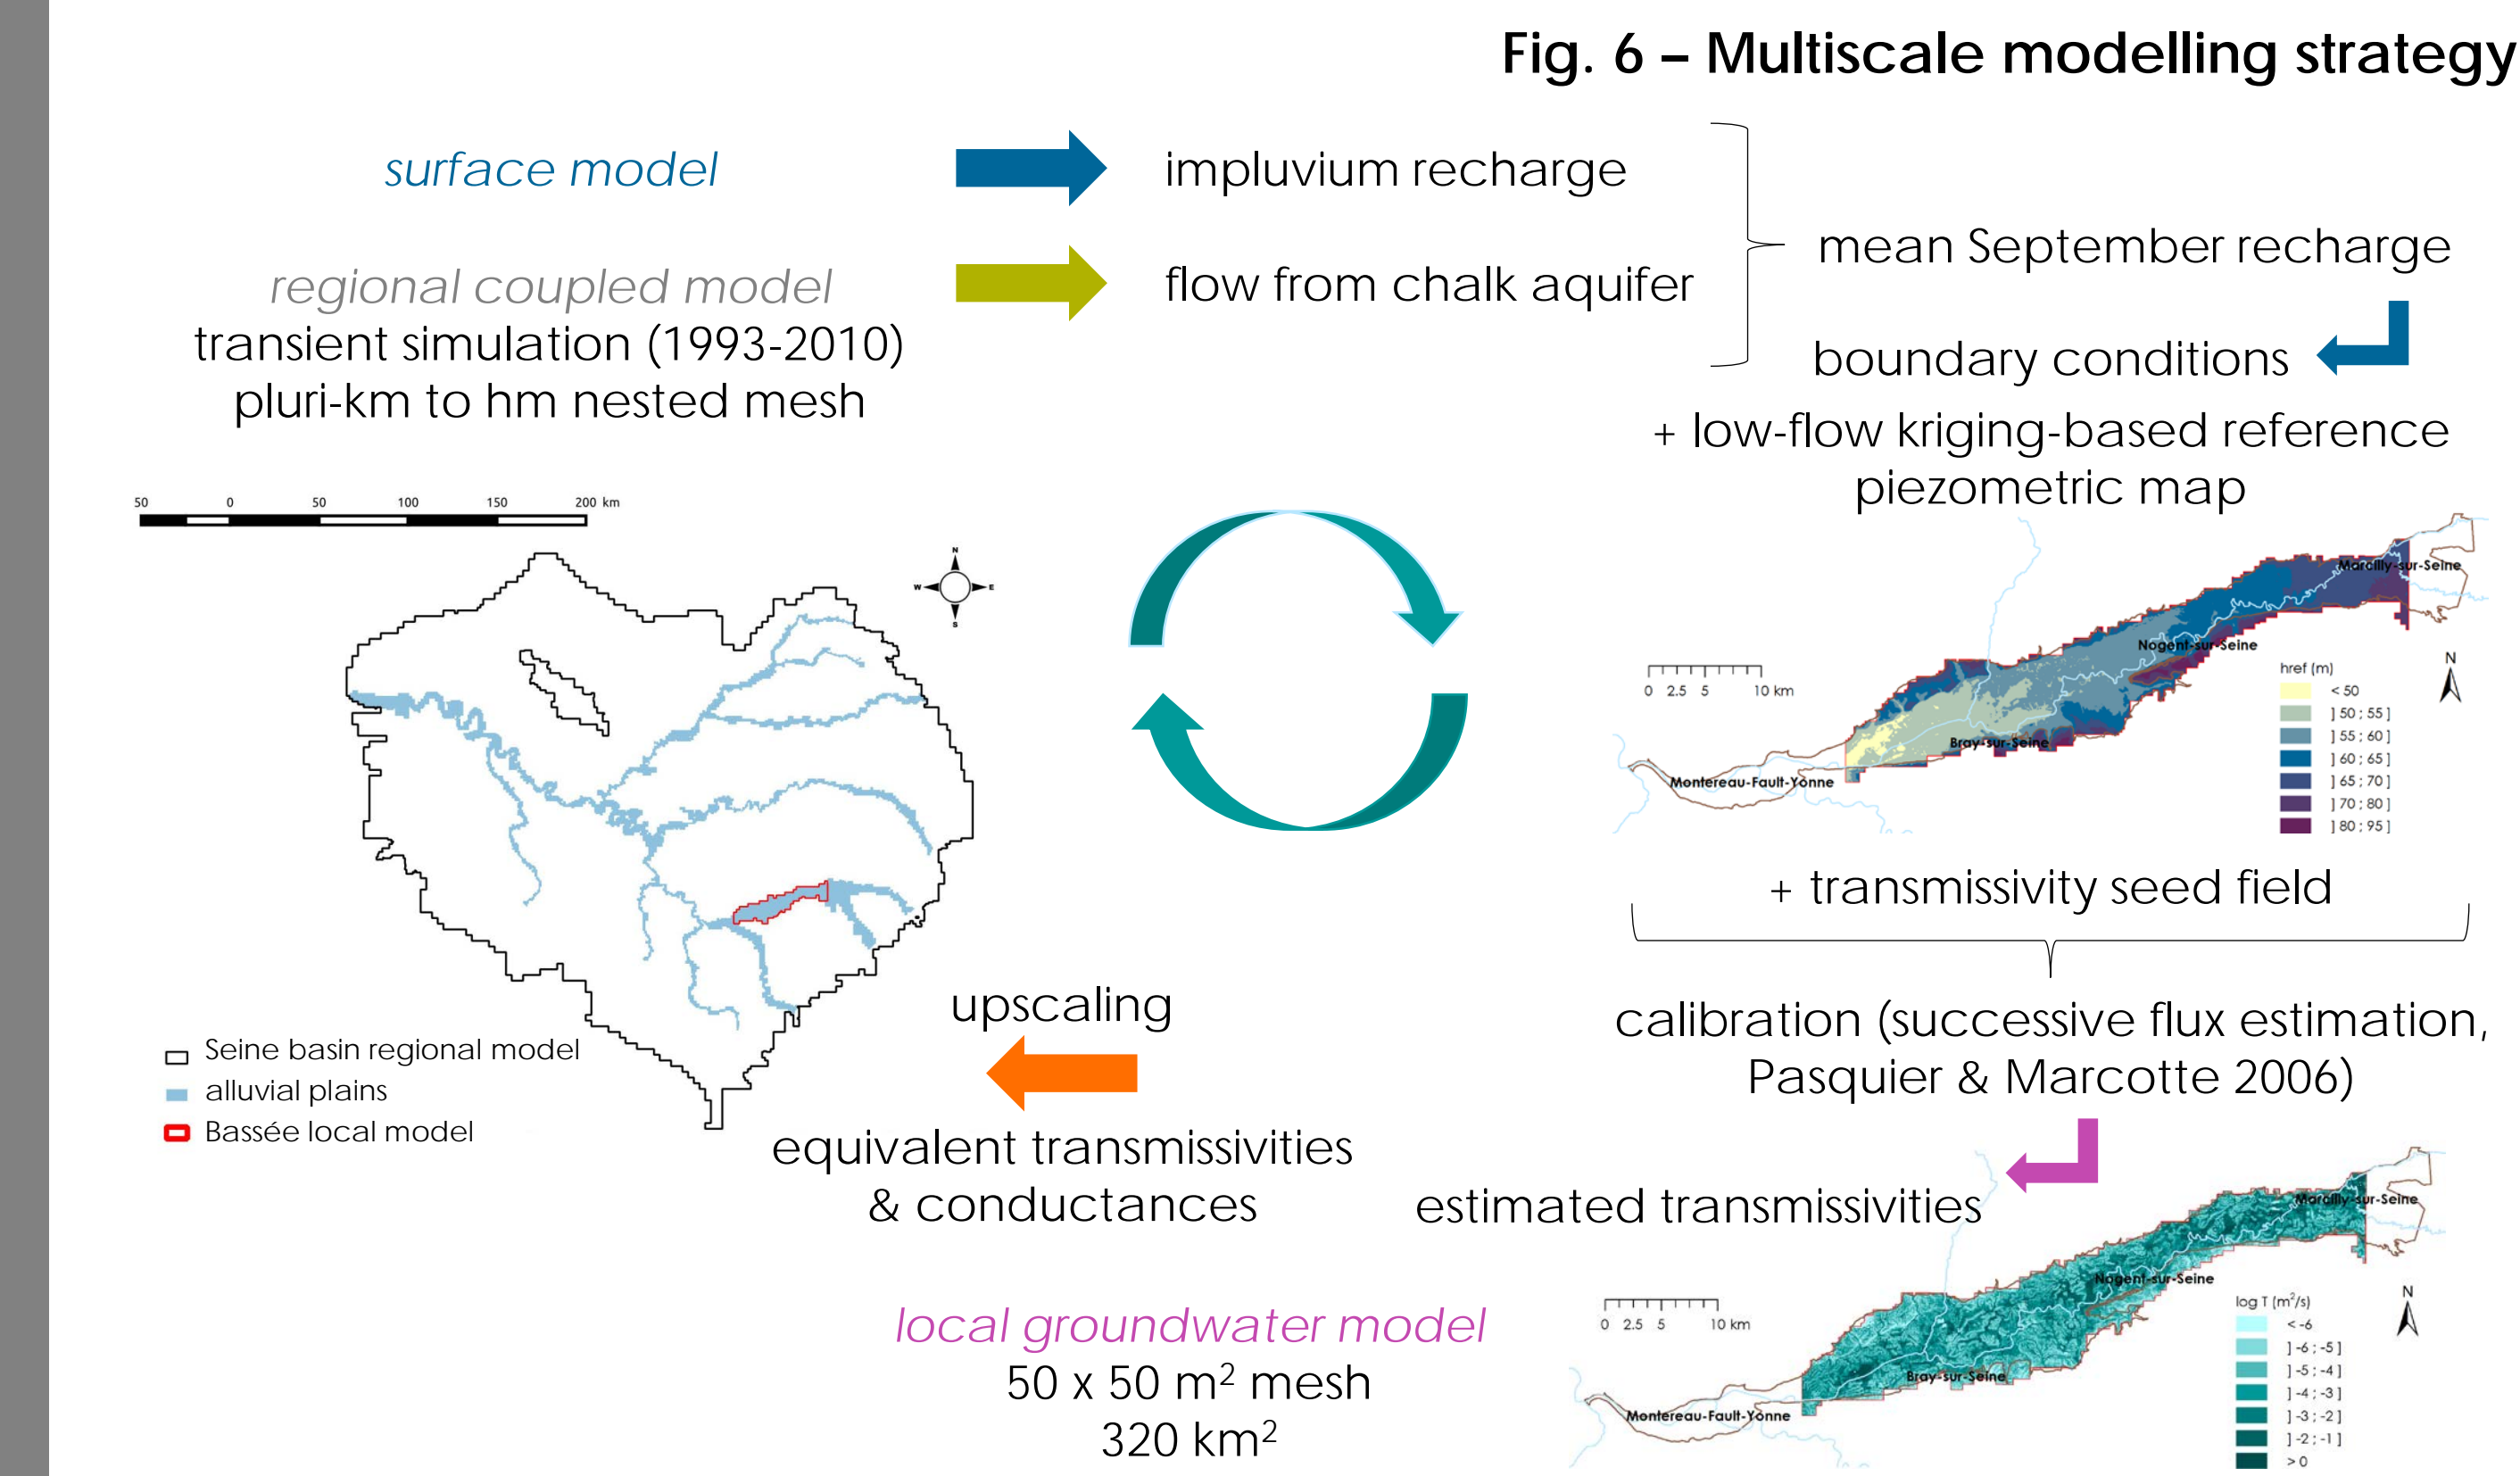 Fig. 6 – Multiscale modelling strategy
surface model
impluvium recharge
regional coupled model
flow from chalk aquifer
transient simulation (1993-2010)
pluri-km to hm nested mesh
mean September recharge
boundary conditions
+ low-flow kriging-based reference
piezometric map
50 0 50 100 150 200 km
N
W E
S
Seine basin regional model
alluvial plains
Bassée local model
Marcilly-sur-Seine
Nogent-sur-Seine
Bray-sur-Seine
Montereau-Fault-Yonne
0 2.5 5 10 km
href (m)
< 50
] 50 ; 55 ]
] 55 ; 60 ]
] 60 ; 65 ]
] 65 ; 70 ]
] 70 ; 80 ]
] 80 ; 95 ]
N
+ transmissivity seed field
calibration (successive flux estimation,
Pasquier & Marcotte 2006)
upscaling
equivalent transmissivities
& conductances
estimated transmissivities
local groundwater model
50 x 50 m² mesh
320 km²
Marcilly-sur-Seine
Nogent-sur-Seine
Bray-sur-Seine
Montereau-Fault-Yonne
0 2.5 5 10 km
log T (m²/s)
< -6
] -6 ; -5 ]
] -5 ; -4 ]
] -4 ; -3 ]
] -3 ; -2 ]
] -2 ; -1 ]
> 0
N